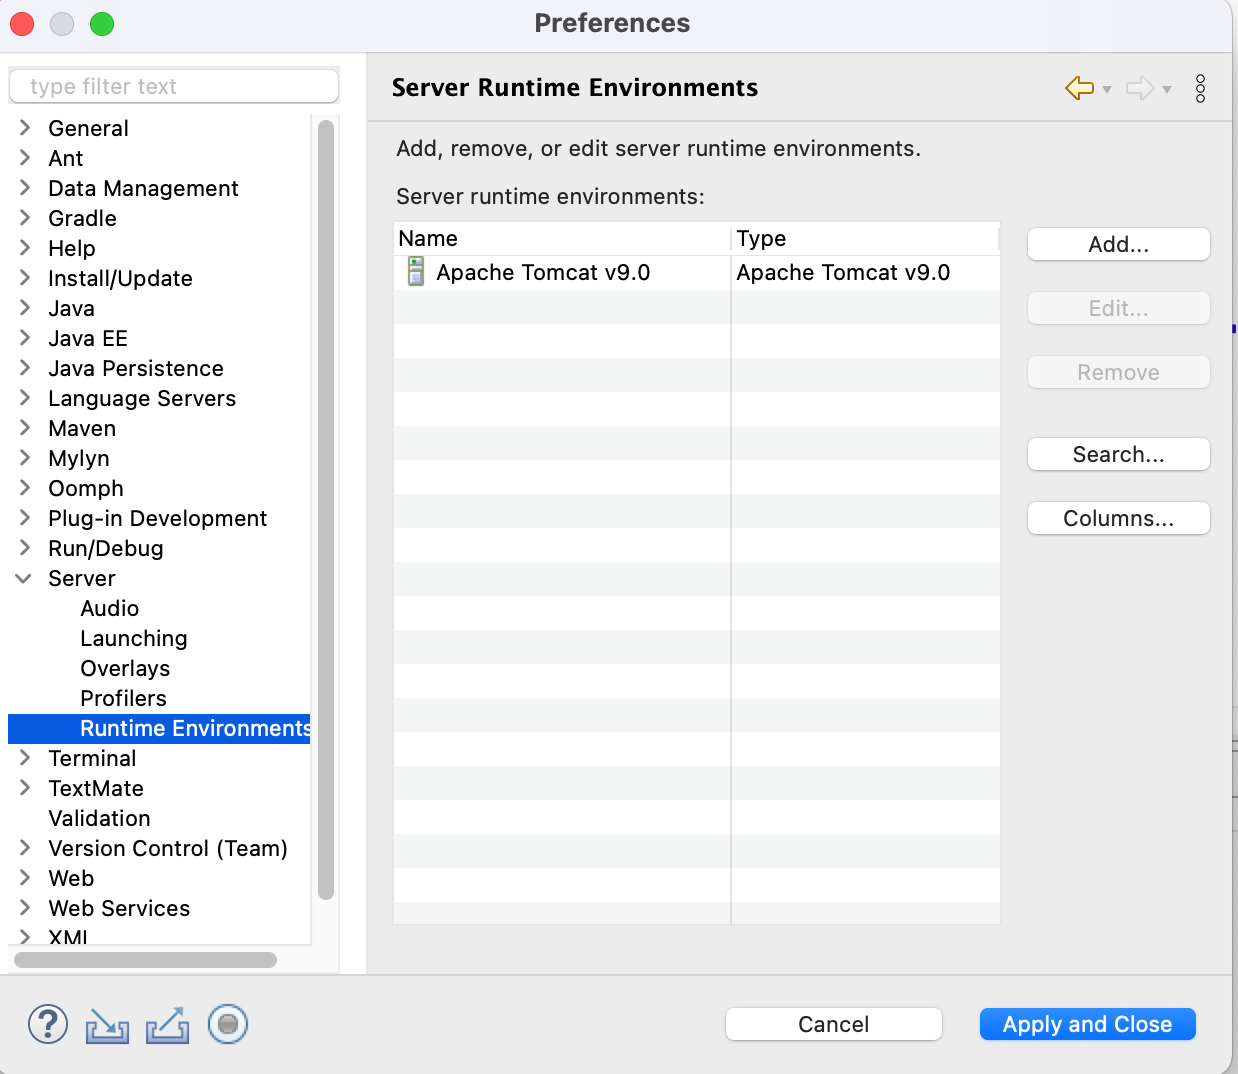 Preferences
type filter text
General
Ant
Data Management
Gradle
Help
Install/Update
Java
Java EE
Java Persistence
Language Servers
Maven
Mylyn
Oomph
Plug-in Development
Run/Debug
Server
Audio
Launching
Overlays
Profilers
Runtime Environments
Terminal
TextMate
Validation
Version Control (Team)
Web
Web Services
XML
Server Runtime Environments
Add, remove, or edit server runtime environments.
Server runtime environments:
Name Type
Apache Tomcat v9.0 Apache Tomcat v9.0
Add...
Edit...
Remove
Search...
Columns...
?
Cancel
Apply and Close